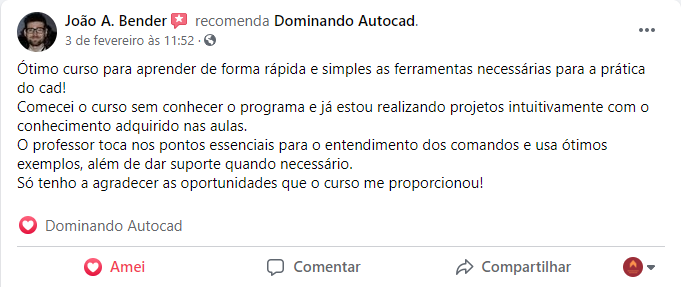 João A. Bender recomenda Dominando Autocad.
3 de fevereiro às 11:52 ·
Ótimo curso para aprender de forma rápida e simples as ferramentas necessárias para a prática
do cad!
Comecei o curso sem conhecer o programa e já estou realizando projetos intuitivamente com o
conhecimento adquirido nas aulas.
O professor toca nos pontos essenciais para o entendimento dos comandos e usa ótimos
exemplos, além de dar suporte quando necessário.
Só tenho a agradecer as oportunidades que o curso me proporcionou!
Dominando Autocad
Amei Comentar Compartilhar